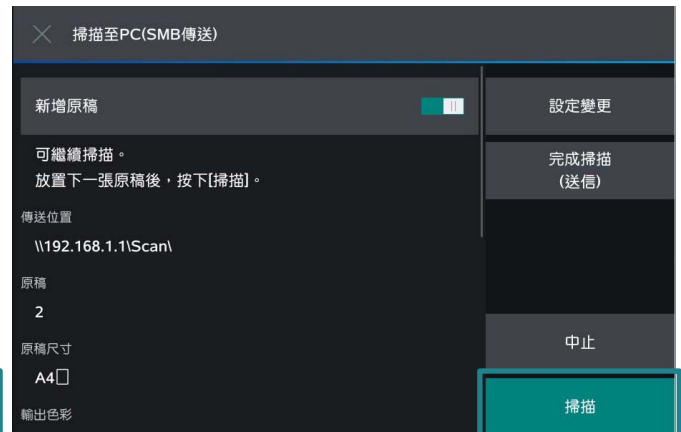 掃描至PC(SMB傳送)
新增原稿
可繼續掃描。
放置下一張原稿後，按下[掃描]。
傳送位置
\\192.168.1.1\Scan\
原稿
2
原稿尺寸
A4
輸出色彩
設定變更
完成掃描
(送信)
中止
掃描